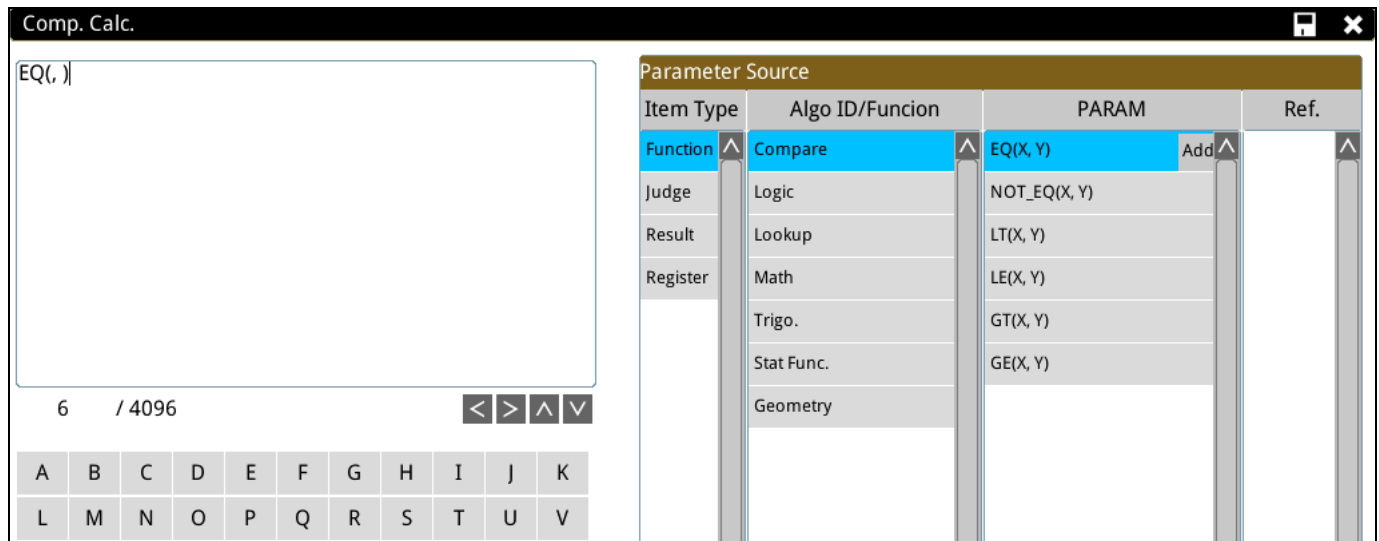 Comp. Calc.
EQ(, )
6 / 4096
A B C D E F G H I J K
L M N O P Q R S T U V
Parameter Source
Item Type Algo ID/Funcion PARAM Ref.
Function Compare EQ(X, Y) Add
Judge Logic NOT_EQ(X, Y)
Result Lookup LT(X, Y)
Register Math LE(X, Y)
Trigo. GT(X, Y)
Stat Func. GE(X, Y)
Geometry